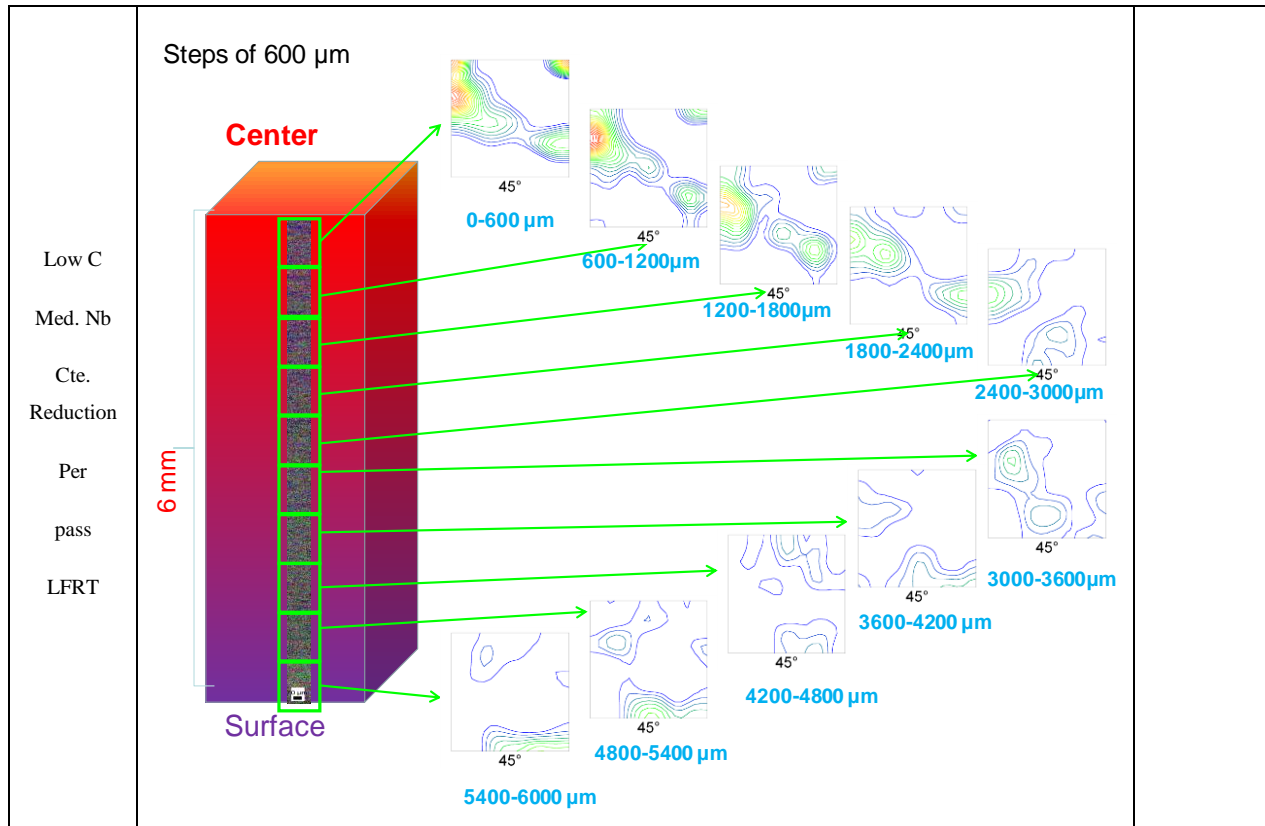 Steps of 600 µm
Center
Low C
Med. Nb
Cte.
Reduction
Per
pass
LFRT
6 mm
Surface
45°
0-600 µm
45°
600-1200µm
45°
1200-1800µm
45°
1800-2400µm
45°
2400-3000µm
45°
3000-3600µm
45°
3600-4200 µm
45°
4200-4800 µm
45°
4800-5400 µm
45°
5400-6000 µm